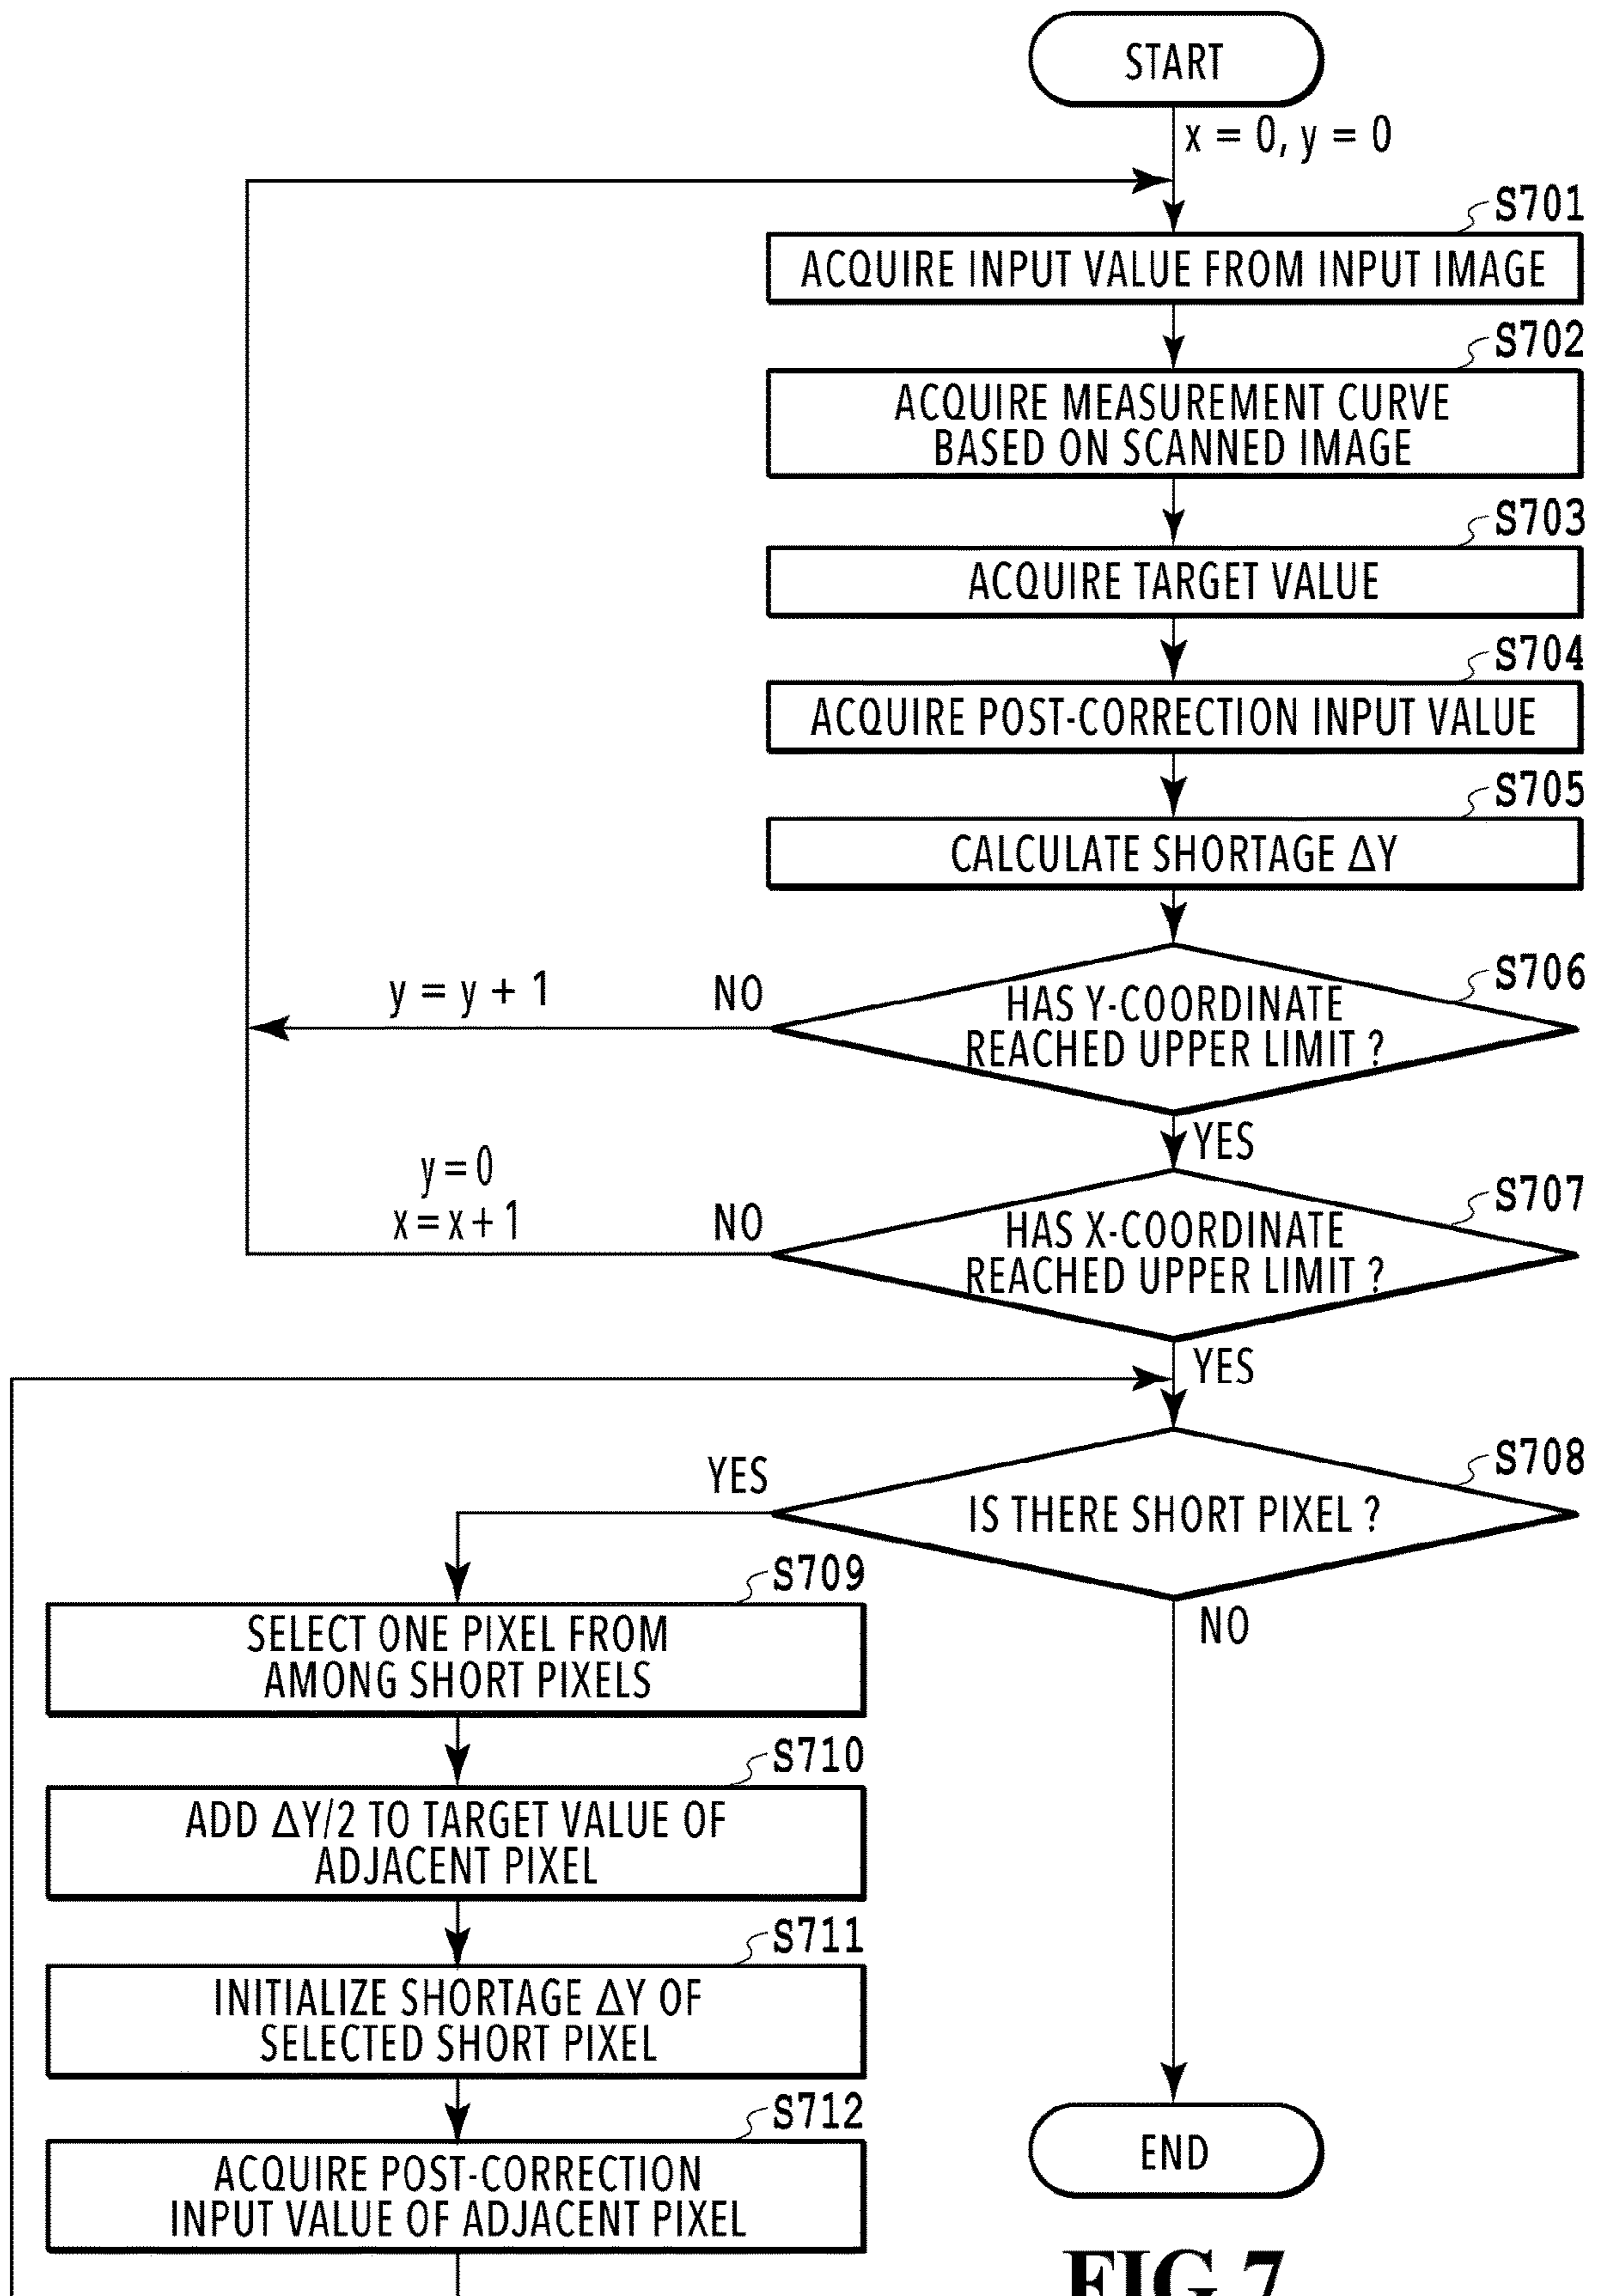 START
x = 0, y = 0
S701
ACQUIRE INPUT VALUE FROM INPUT IMAGE
S702
ACQUIRE MEASUREMENT CURVE
BASED ON SCANNED IMAGE
S703
ACQUIRE TARGET VALUE
S704
ACQUIRE POST-CORRECTION INPUT VALUE
S705
CALCULATE SHORTAGE ΔY
S706
HAS Y-COORDINATE
REACHED UPPER LIMIT ?
NO
y = y + 1
YES
S707
HAS X-COORDINATE
REACHED UPPER LIMIT ?
NO
y = 0
x = x + 1
YES
S708
IS THERE SHORT PIXEL ?
YES
NO
S709
SELECT ONE PIXEL FROM
AMONG SHORT PIXELS
S710
ADD ΔY/2 TO TARGET VALUE OF
ADJACENT PIXEL
S711
INITIALIZE SHORTAGE ΔY OF
SELECTED SHORT PIXEL
S712
ACQUIRE POST-CORRECTION
INPUT VALUE OF ADJACENT PIXEL
END
FIG.7